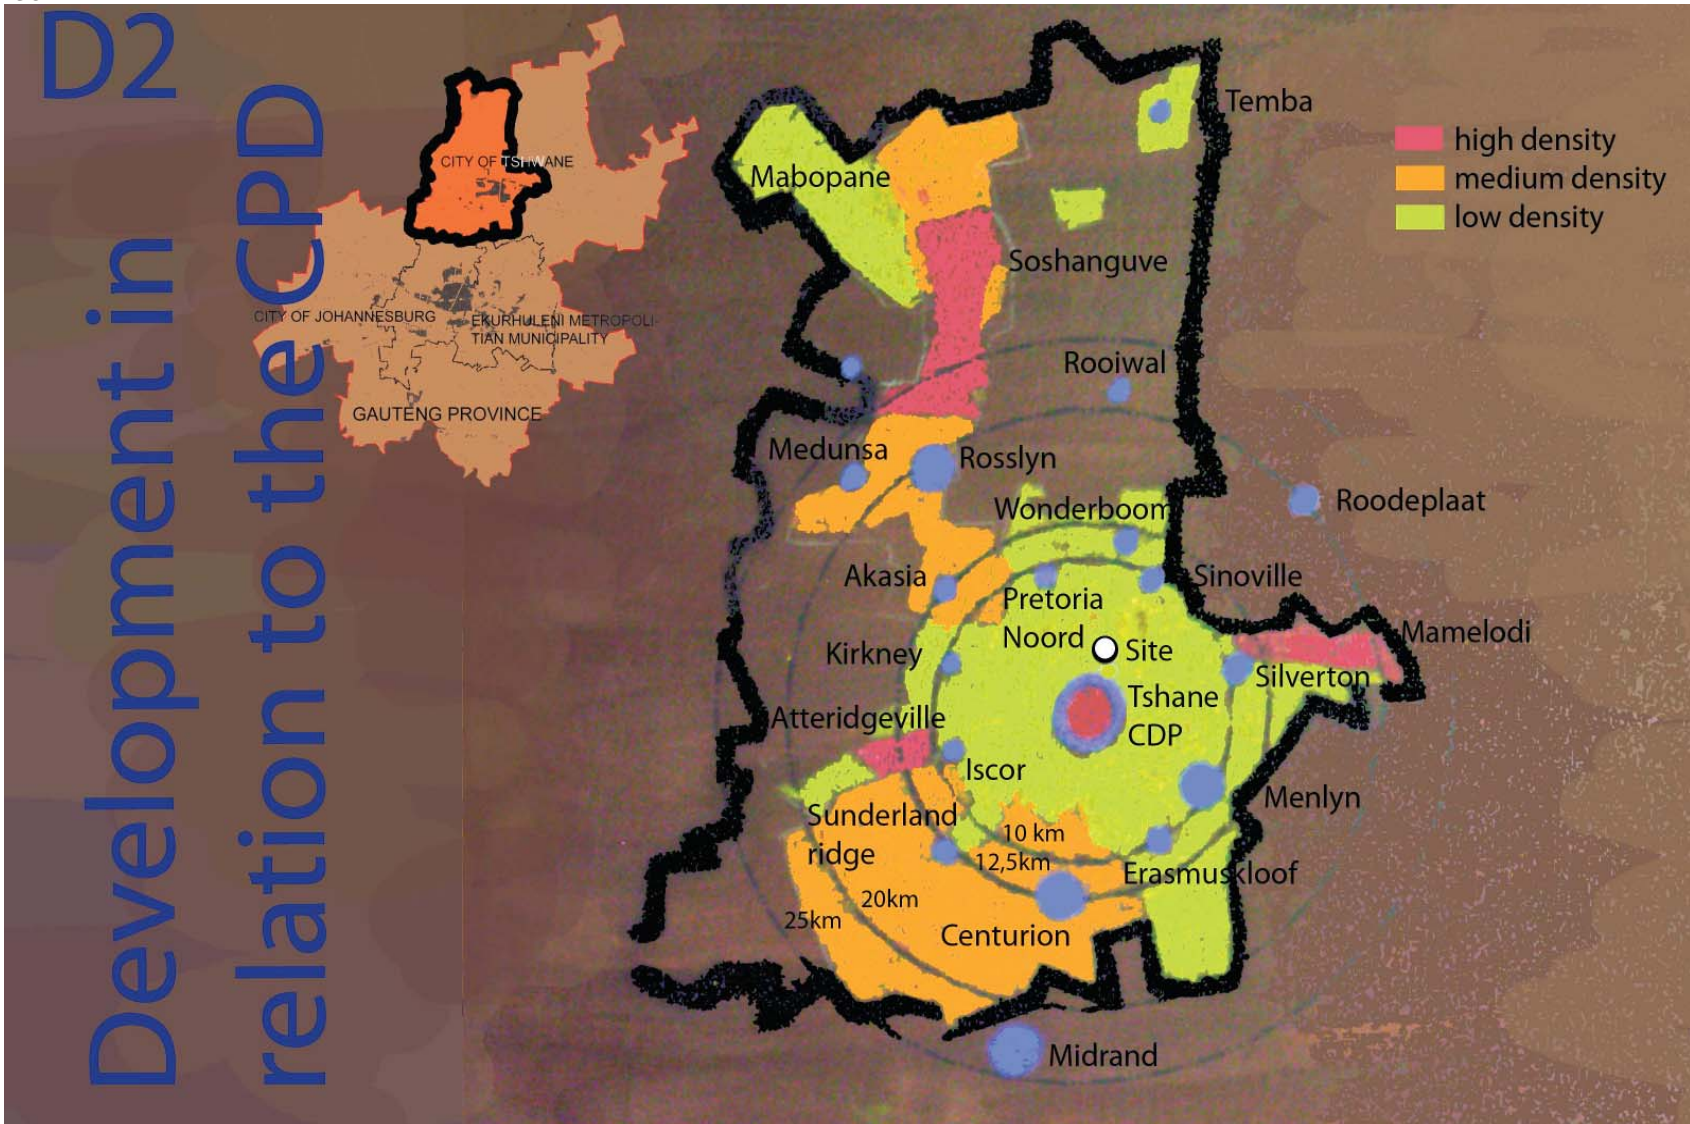 D2
Development in
relation to the CPD
CITY OF TSHWANE
CITY OF JOHANNESBURG
EKURHULENI METROPOLI-
TIAN MUNICIPALITY
GAUTENG PROVINCE
high density
medium density
low density
Temba
Mabopane
Soshanguve
Rooiwal
Medunsa
Rosslyn
Roodeplaat
Wonderboom
Akasia
Sinoville
Pretoria
Noord
Mamelodi
Kirkney
Site
Silverton
Tshane
CDP
Atteridgeville
Iscor
Menlyn
Sunderland
ridge
10 km
12,5km
Erasmuskloof
20km
25km
Centurion
Midrand